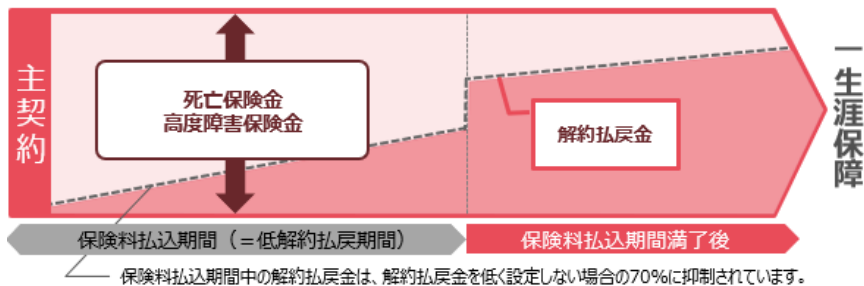 主契約
死亡保険金
高度障害保険金
解約払戻金
一生涯保障
保険料払込期間（＝低解約払戻期間）
保険料払込期間満了後
保険料払込期間中の解約払戻金は、解約払戻金を低く設定しない場合の70%に抑制されています。